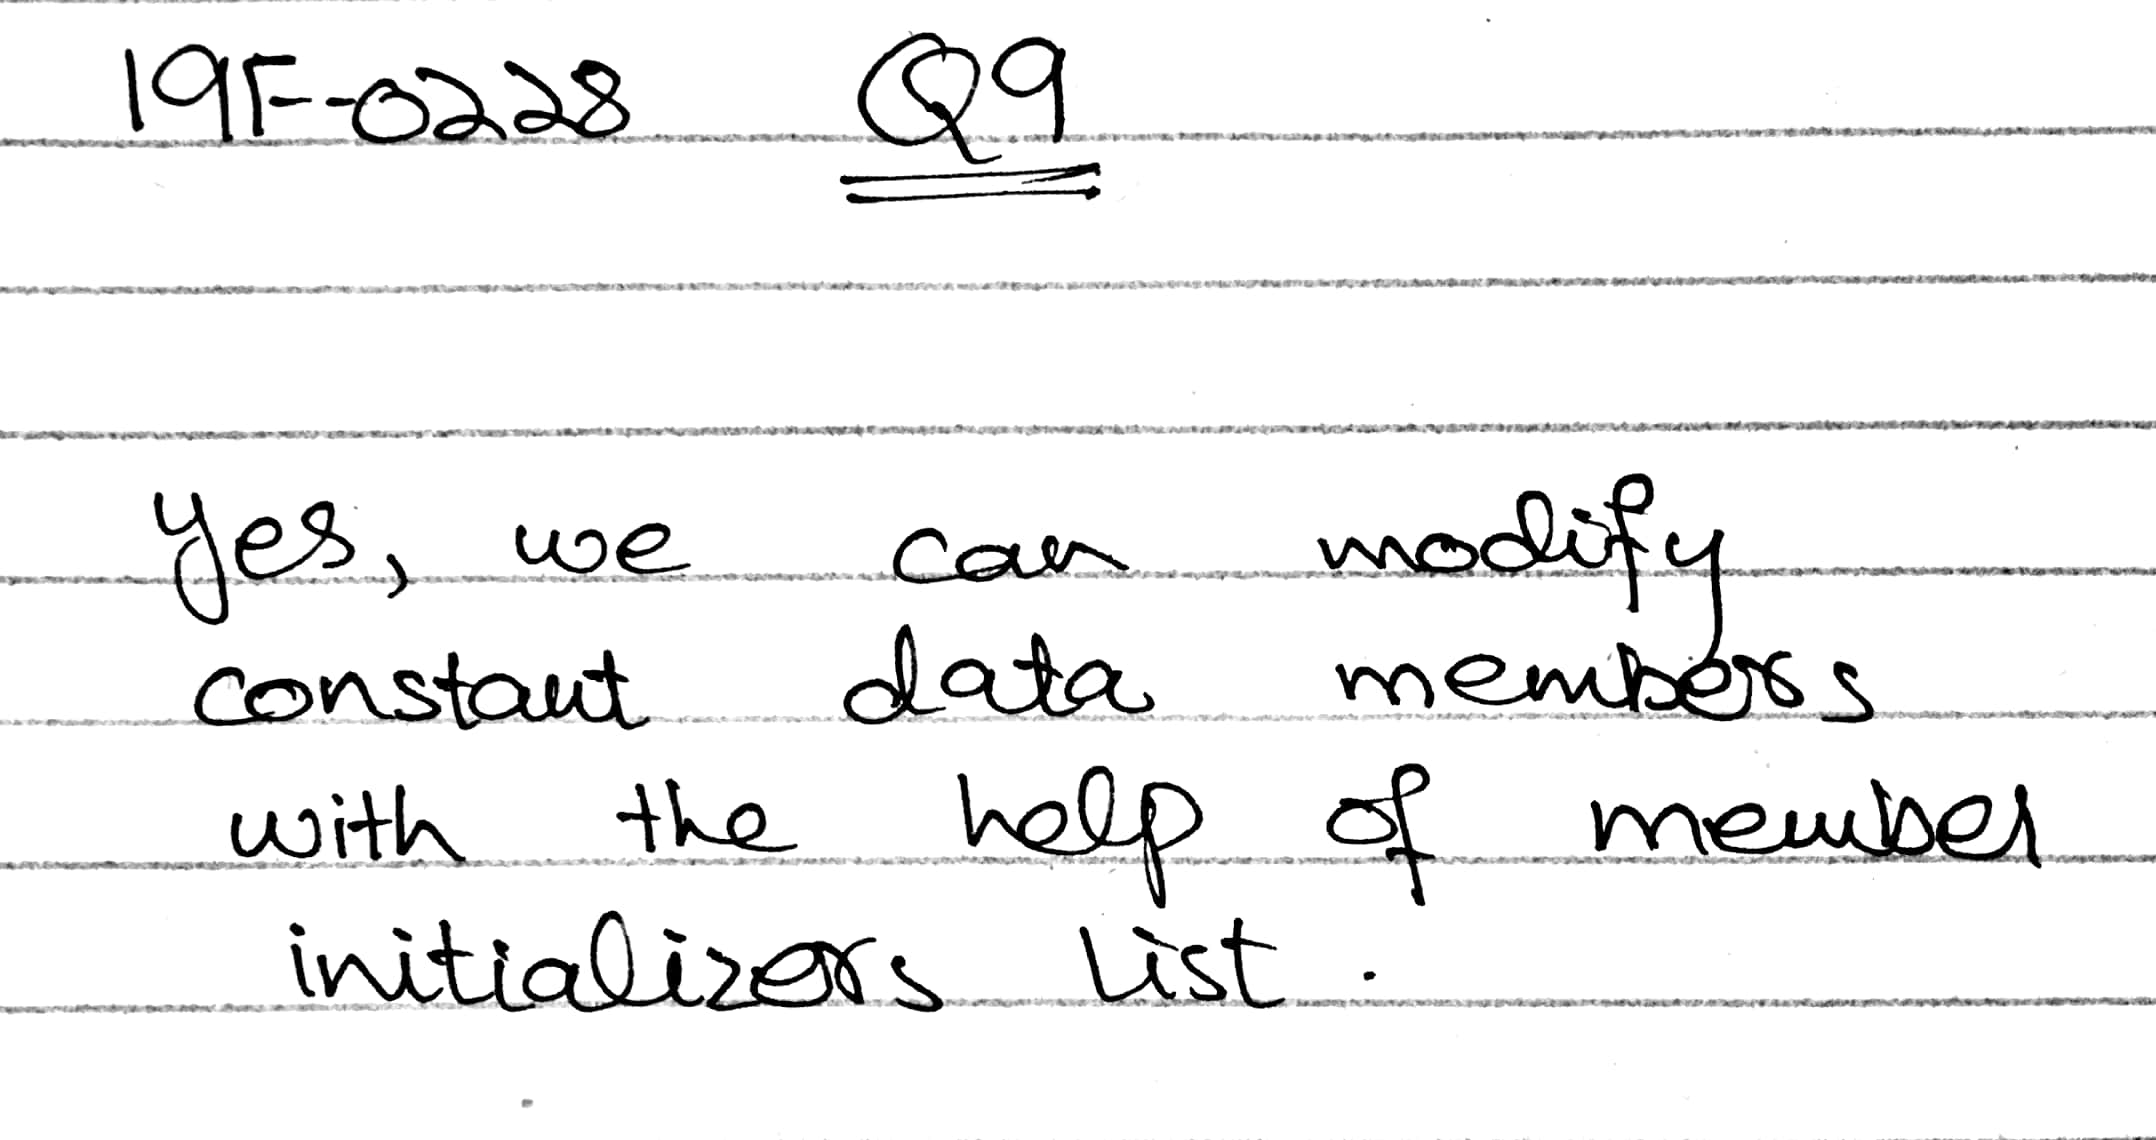 19F-0228 Q9
Yes, we can modify
constant data members
with the help of member
initializers list.